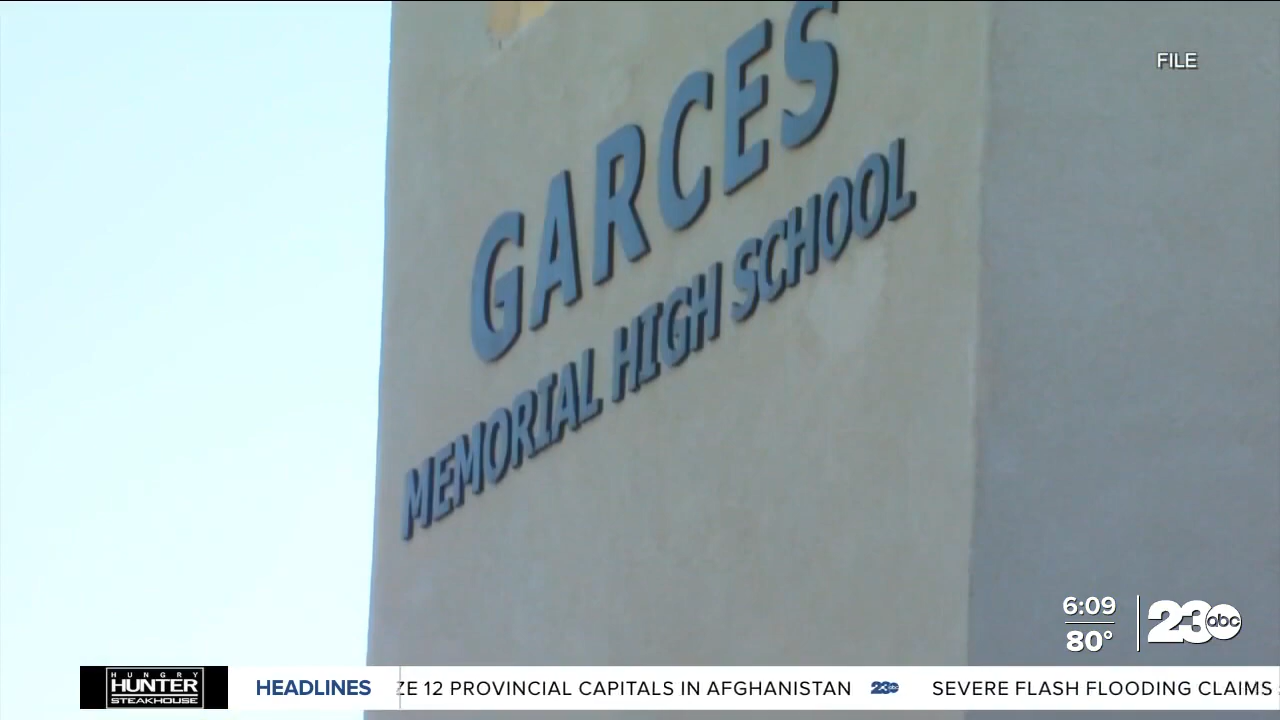 FILE
GARCES
MEMORIAL HIGH SCHOOL
6:09
80°
23 abc
HUNGRY
HUNTER
STEAKHOUSE
HEADLINES
ZE 12 PROVINCIAL CAPITALS IN AFGHANISTAN 23abc SEVERE FLASH FLOODING CLAIMS